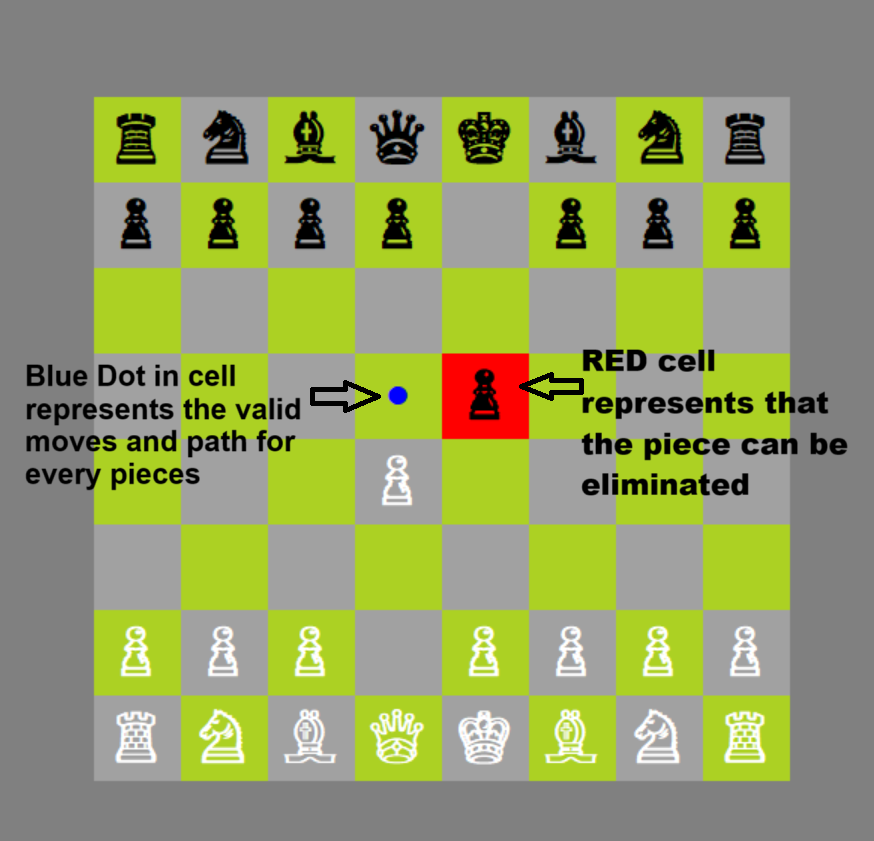 Blue Dot in cell
represents the valid
moves and path for
every pieces
RED cell
represents that
the piece can be
eliminated